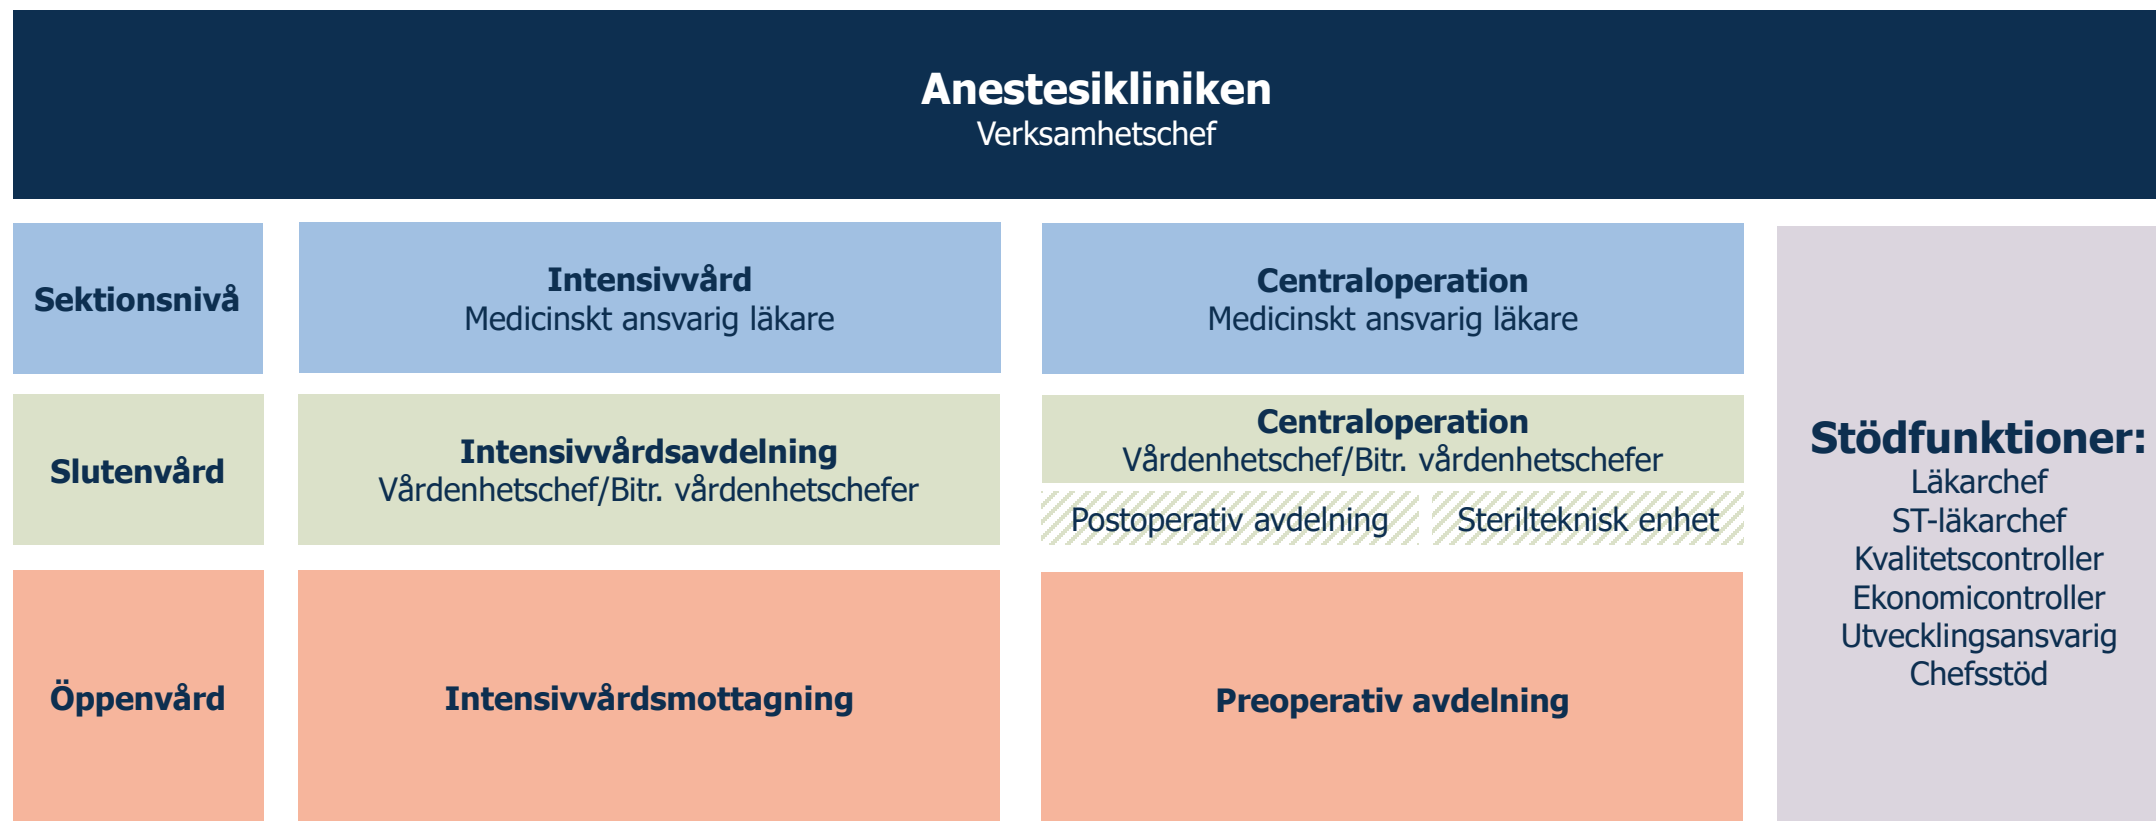 Anestesikliniken
Verksamhetschef
Sektionsnivå
Intensivvård
Medicinskt ansvarig läkare
Centraloperation
Medicinskt ansvarig läkare
Slutenvård
Intensivvårdsavdelning
Vårdenhetschef/Bitr. vårdenhetschefer
Centraloperation
Vårdenhetschef/Bitr. vårdenhetschefer
Postoperativ avdelning
Sterilteknisk enhet
Öppenvård
Intensivvårdsmottagning
Preoperativ avdelning
Stödfunktioner:
Läkarchef
ST-läkarchef
Kvalitetscontroller
Ekonomicontroller
Utvecklingsansvarig
Chefsstöd